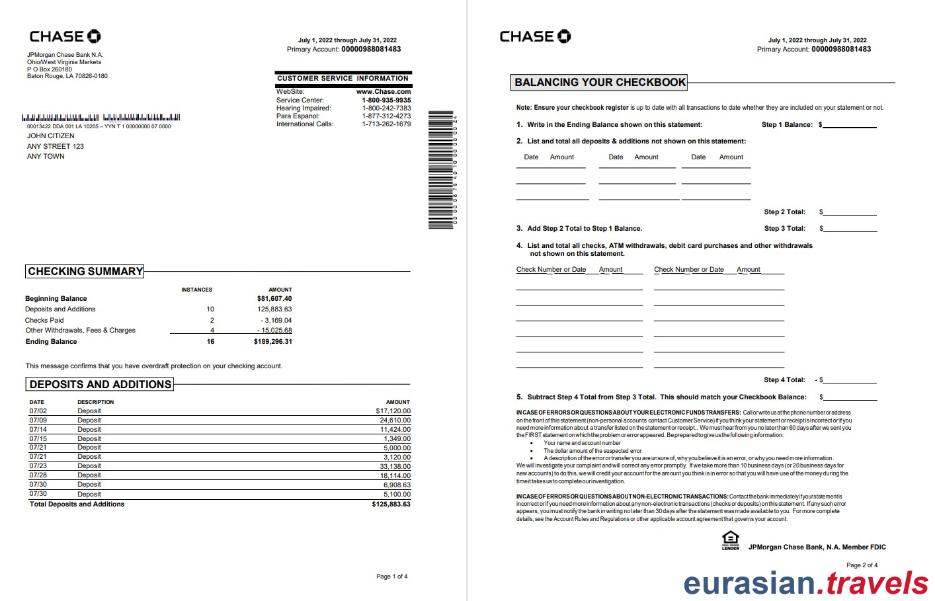 CHASE
July 1, 2022 through July 31, 2022
Primary Account: 00000988081483
JPMorgan Chase Bank N.A.
Ohio/West Virginia Markets
P O Box 260180
Baton Rouge, LA 70826-0180
CUSTOMER SERVICE INFORMATION
WebSite: www.Chase.com
Service Center: 1-800-935-9935
Hearing Impaired: 1-800-242-7383
Para Espanol: 1-877-312-4273
International Calls: 1-713-262-1679
00013422 DDA 001 LA 10205 – YYN T 1 00000000 07 0000
JOHN CITIZEN
ANY STREET 123
ANY TOWN
CHECKING SUMMARY
INSTANCES AMOUNT
Beginning Balance $81,607.40
Deposits and Additions 10 125,883.63
Checks Paid 2 - 3,169.04
Other Withdrawals, Fees & Charges 4 - 15,025.68
Ending Balance 16 $189,296.31
This message confirms that you have overdraft protection on your checking account.
DEPOSITS AND ADDITIONS
DATE DESCRIPTION AMOUNT
07/02 Deposit $17,120.00
07/09 Deposit 24,610.00
07/14 Deposit 11,424.00
07/15 Deposit 1,349.00
07/21 Deposit 5,000.00
07/21 Deposit 3,120.00
07/23 Deposit 33,138.00
07/28 Deposit 18,114.00
07/30 Deposit 6,908.63
07/30 Deposit 5,100.00
Total Deposits and Additions $125,883.63
Page 1 of 4
CHASE
July 1, 2022 through July 31, 2022
Primary Account: 00000988081483
BALANCING YOUR CHECKBOOK
Note: Ensure your checkbook register is up to date with all transactions to date whether they are included on your statement or not.
1. Write in the Ending Balance shown on this statement: Step 1 Balance: $
2. List and total all deposits & additions not shown on this statement:
Date Amount Date Amount Date Amount
Step 2 Total: $
3. Add Step 2 Total to Step 1 Balance. Step 3 Total: $
4. List and total all checks, ATM withdrawals, debit card purchases and other withdrawals
not shown on this statement.
Check Number or Date Amount Check Number or Date Amount
Step 4 Total: - $
5. Subtract Step 4 Total from Step 3 Total. This should match your Checkbook Balance: $
IN CASE OF ERRORS OR QUESTIONS ABOUT YOUR ELECTRONIC FUNDS TRANSFERS: Call or write us at the phone number or address
on the front of this statement (non-personal accounts contact Customer Service) if you think your statement or receipt is incorrect or if you
need more information about a transfer listed on the statement or receipt. We must hear from you no later than 60 days after we sent you
the FIRST statement on which the problem or error appeared. Be prepared to give us the following information:
• Your name and account number
• The dollar amount of the suspected error
• A description of the error or transfer you are unsure of, why you believe it is an error, or why you need more information.
We will investigate your complaint and will correct any error promptly. If we take more than 10 business days (or 20 business days for
new accounts) to do this, we will credit your account for the amount you think is in error so that you will have use of the money during the
time it takes us to complete our investigation.
IN CASE OF ERRORS OR QUESTIONS ABOUT NON-ELECTRONIC TRANSACTIONS: Contact the bank immediately if your statement is
incorrect or if you need more information about any non-electronic transactions (checks or deposits) on this statement. If any such error
appears, you must notify the bank in writing no later than 30 days after the statement was made available to you. For more complete
details, see the Account Rules and Regulations or other applicable account agreement that governs your account.
JPMorgan Chase Bank, N.A. Member FDIC
LENDER
Page 2 of 4
eurasian.travels